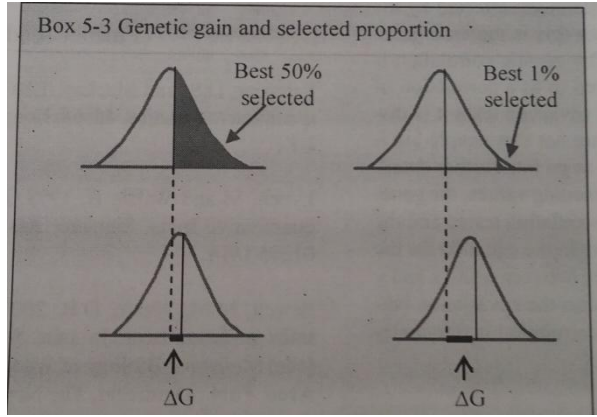 Box 5-3 Genetic gain and selected proportion
Best 50%
selected
Best 1%
selected
ΔG
ΔG